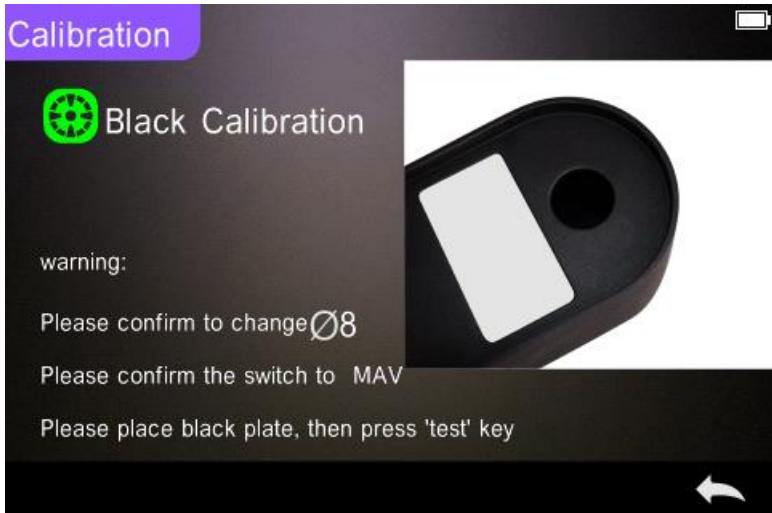 Calibration
Black Calibration
warning:
Please confirm to change Ø8
Please confirm the switch to MAV
Please place black plate, then press 'test' key